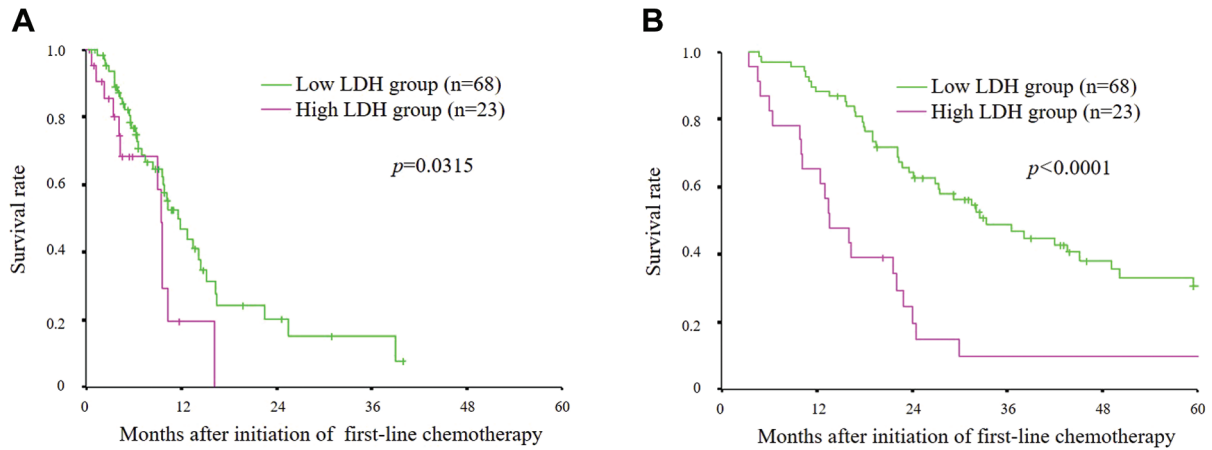 A
1.0
0.8
0.6
0.4
0.2
0
Survival rate
Low LDH group (n=68)
High LDH group (n=23)
p=0.0315
0 12 24 36 48 60
Months after initiation of first-line chemotherapy
B
1.0
0.8
0.6
0.4
0.2
0
Survival rate
Low LDH group (n=68)
High LDH group (n=23)
p<0.0001
0 12 24 36 48 60
Months after initiation of first-line chemotherapy